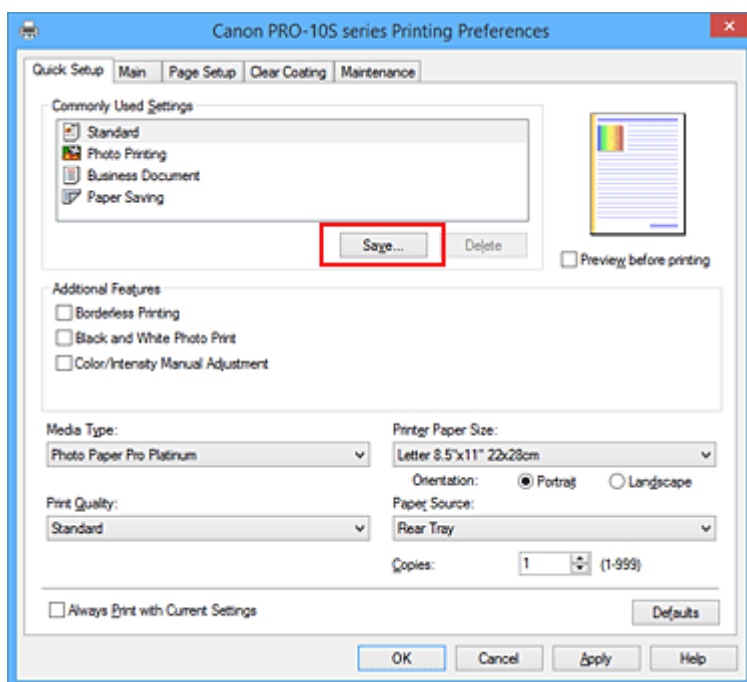 Canon PRO-10S series Printing Preferences
Quick Setup Main Page Setup Clear Coating Maintenance
Commonly Used Settings
Standard
Photo Printing
Business Document
Paper Saving
Save... Delete
Preview before printing
Additional Features
Borderless Printing
Black and White Photo Print
Color/Intensity Manual Adjustment
Media Type: Printer Paper Size:
Photo Paper Pro Platinum Letter 8.5"x11" 22x28cm
Orientation: Portrait Landscape
Print Quality: Paper Source:
Standard Rear Tray
Copies: 1 (1-999)
Always Print with Current Settings Defaults
OK Cancel Apply Help